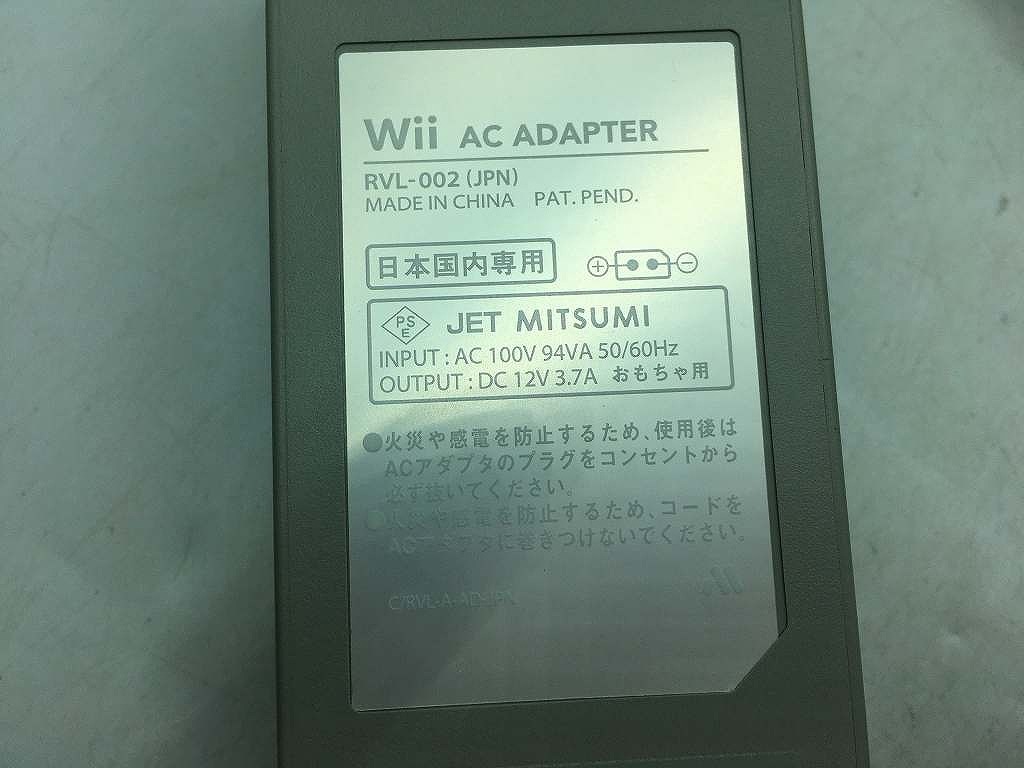 Wii AC ADAPTER
RVL-002 (JPN)
MADE IN CHINA PAT. PEND.
日本国内専用
PS
E
JET MITSUMI
INPUT : AC 100V 94VA 50/60Hz
OUTPUT : DC 12V 3.7A おもちゃ用
●火災や感電を防止するため、使用後は
ACアダプタのプラグをコンセントから
必ず抜いてください。
●火災や感電を防止するため、コードを
ACアダプタに巻きつけないでください。
C/RVL-A-AD-JPN